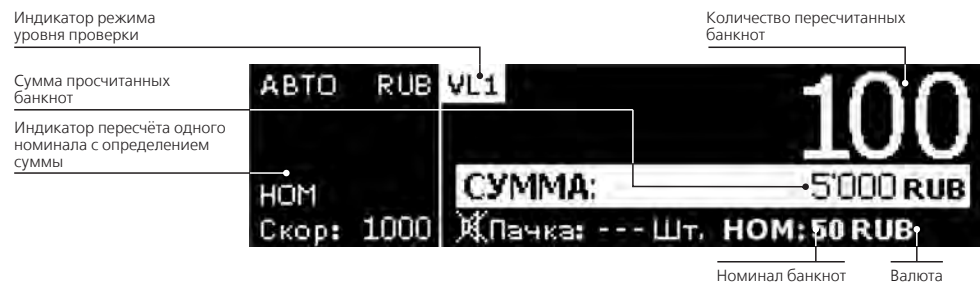 Индикатор режима
уровня проверки
Количество пересчитанных
банкнот
Сумма просчитанных
банкнот
Индикатор пересчёта одного
номинала с определением
суммы
АВТО RUB VL1
100
СУММА: 5'000 RUB
НОМ
Скор: 1000 Пачка: --- Шт. НОМ: 50 RUB
Номинал банкнот Валюта